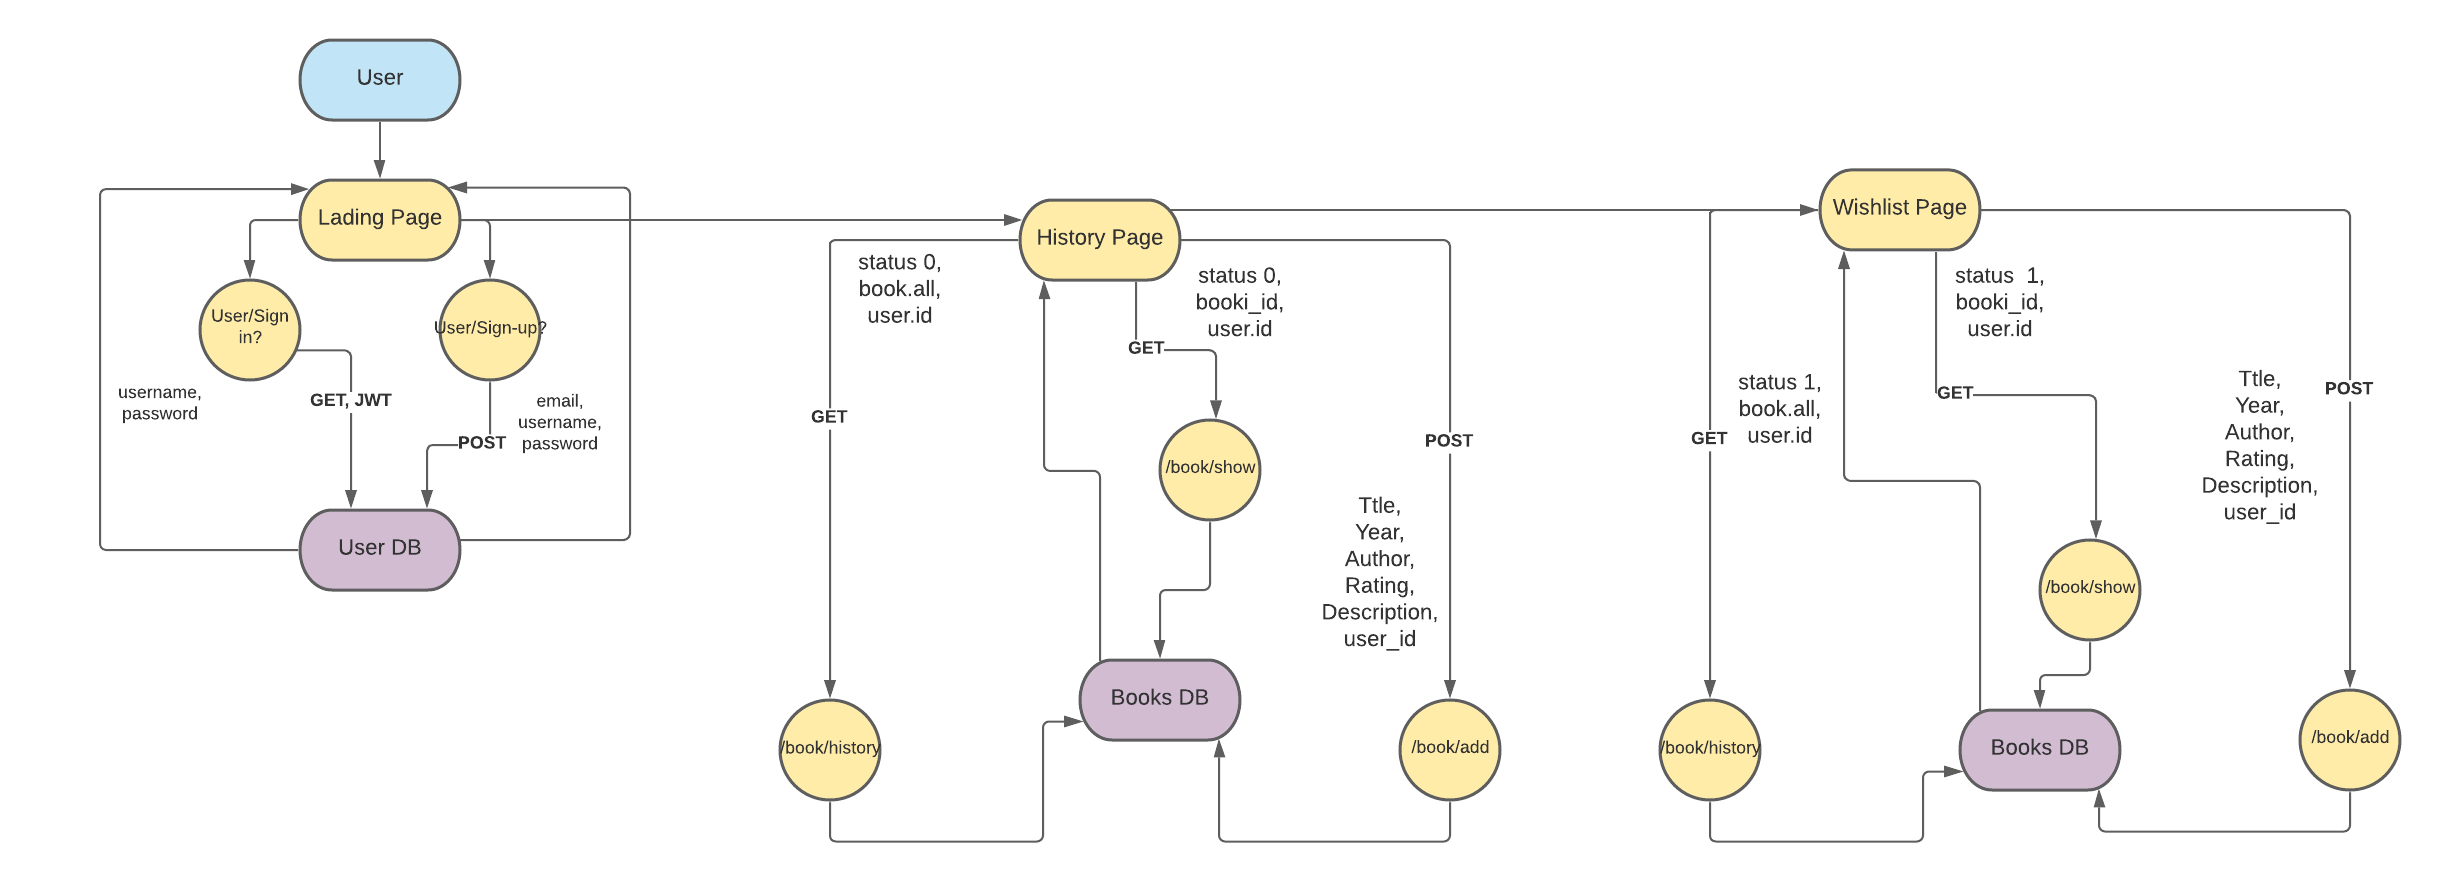 User
Lading Page
User/Sign
in?
User/Sign-up?
username,
password
GET, JWT
email,
username,
password
POST
User DB
History Page
status 0,
book.all,
user.id
status 0,
booki_id,
user.id
GET
GET
POST
/book/show
Ttle,
Year,
Author,
Rating,
Description,
user_id
Books DB
/book/history
/book/add
Wishlist Page
status  1,
booki_id,
user.id
status 1,
book.all,
user.id
GET
GET
POST
Ttle,
Year,
Author,
Rating,
Description,
user_id
/book/show
Books DB
/book/history
/book/add